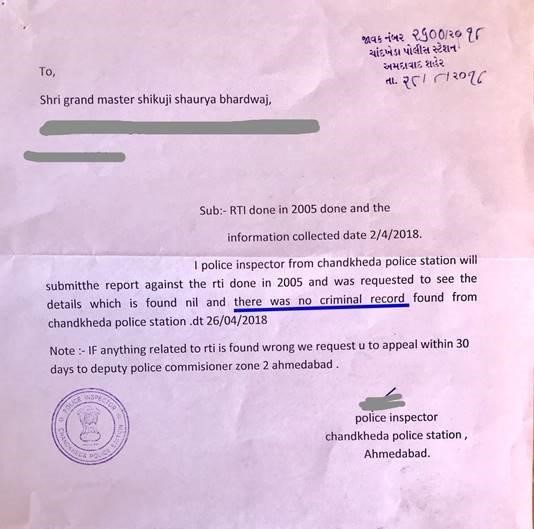 જાવક નંબર ૨૬૦૦/૨૦૧૮
ચાંદખેડા પોલીસ સ્ટેશન
અમદાવાદ શહેર
તા.
To,
Shri grand master shikuji shaurya bhardwaj,
Sub:- RTI done in 2005 done and the
information collected date 2/4/2018.
I police inspector from chandkheda police station will
submitthe report against the rti done in 2005 and was requested to see the
details which is found nil and there was no criminal record found from
chandkheda police station .dt 26/04/2018
Note :- IF anything related to rti is found wrong we request u to appeal within 30
days to deputy police commisioner zone 2 ahmedabad .
POLICE INSPECTOR
CHANDKHEDA POLICE STATION
police inspector
chandkheda police station ,
Ahmedabad.